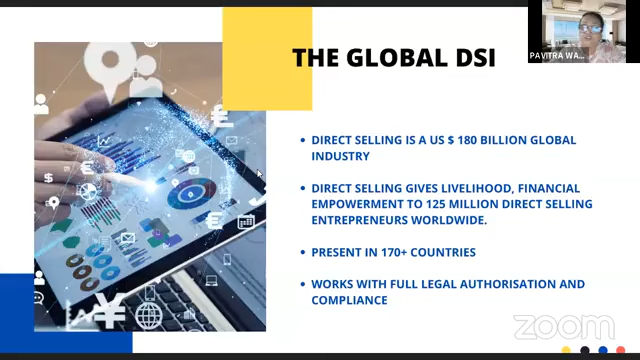 THE GLOBAL DSI
PAVITRA WA...
DIRECT SELLING IS A US $ 180 BILLION GLOBAL
INDUSTRY
DIRECT SELLING GIVES LIVELIHOOD, FINANCIAL
EMPOWERMENT TO 125 MILLION DIRECT SELLING
ENTREPRENEURS WORLDWIDE.
PRESENT IN 170+ COUNTRIES
WORKS WITH FULL LEGAL AUTHORISATION AND
COMPLIANCE
zoom